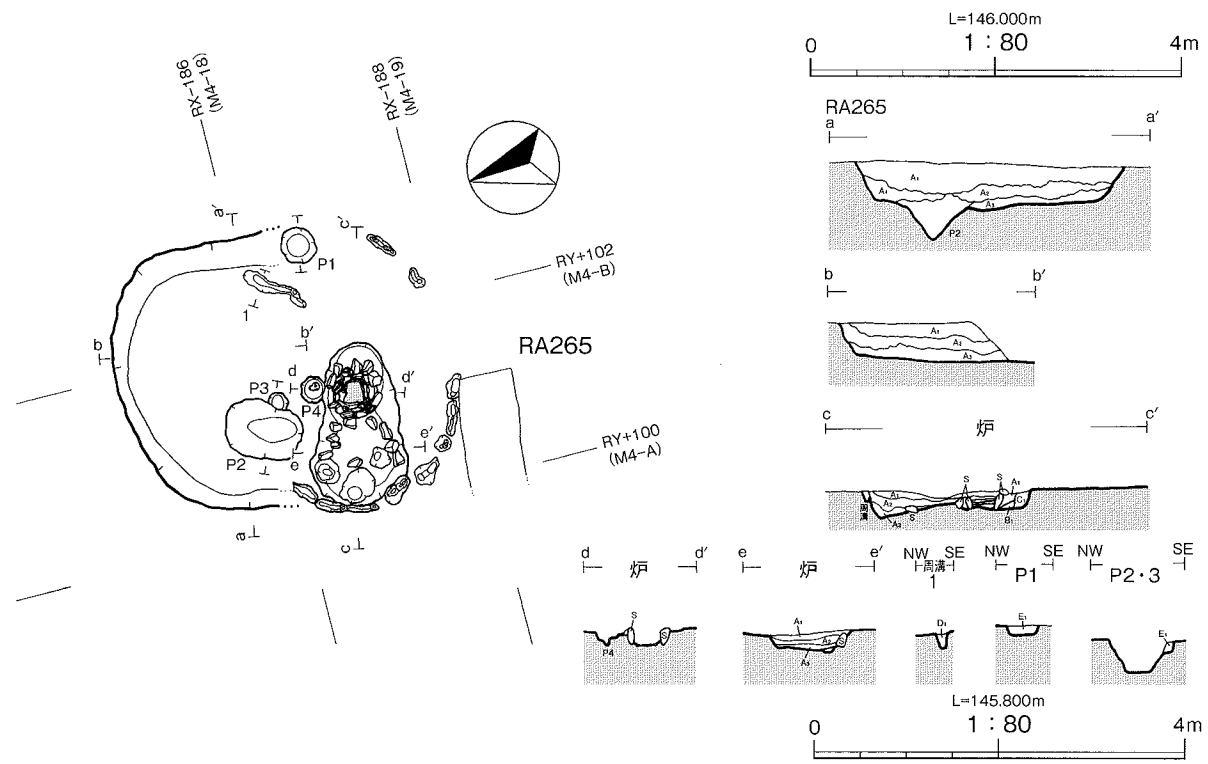 RX-186
(M4-18)
RX-188
(M4-19)
a'
c'
P1
1
RY+102
(M4-B)
b
b'
RA265
d
d'
P3
P4
P2
e
e'
RY+100
(M4-A)
a
c
L=146.000m
1:80
0 4m
RA265
a a'
A1
A1 A2
A3
P2
b b'
A1
A2
A3
c 炉 c'
S S A1
A1
A2 C1
周溝 A3 S B1
d 炉 d'
e 炉 e'
NW 周溝 SE
1
NW SE
P1
NW SE
P2・3
S
S
P4
A1
A2 S
A3
D1
E1
E1
L=145.800m
1:80
0 4m